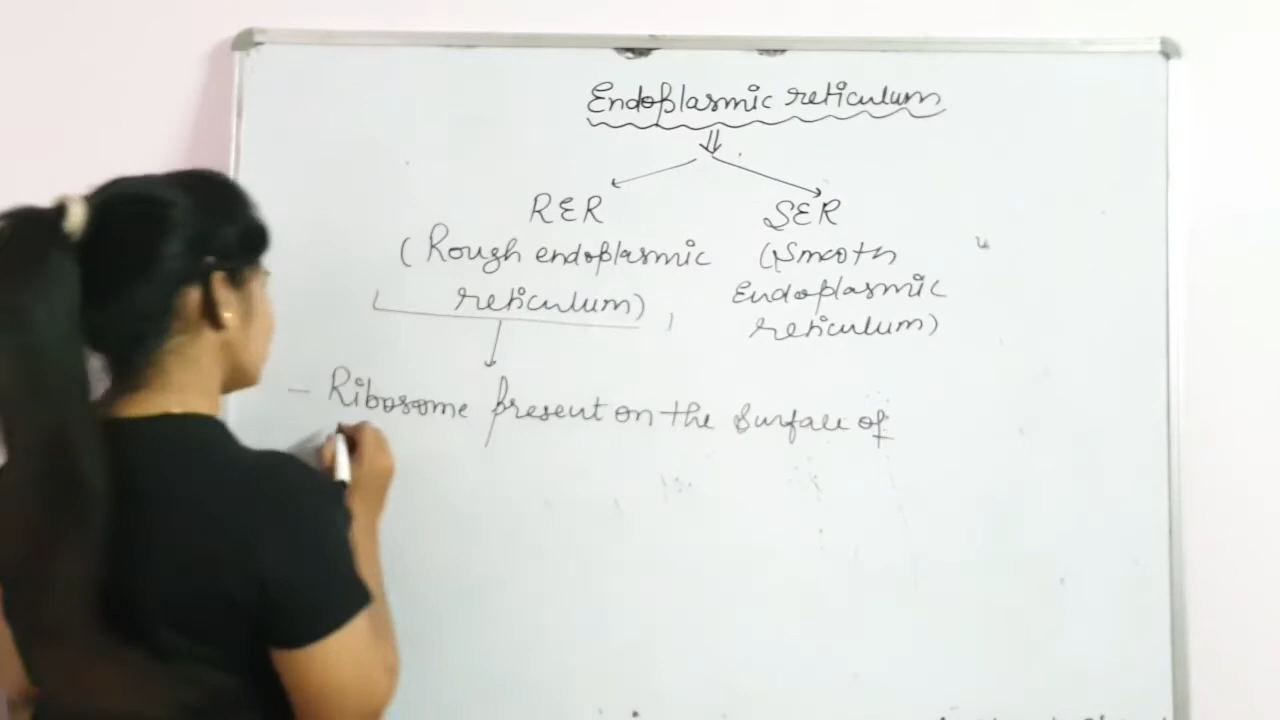 Endoplasmic reticulum
RER
SER
(Rough endoplasmic
reticulum)
(Smooth
Endoplasmic
reticulum)
- Ribosome present on the surface of